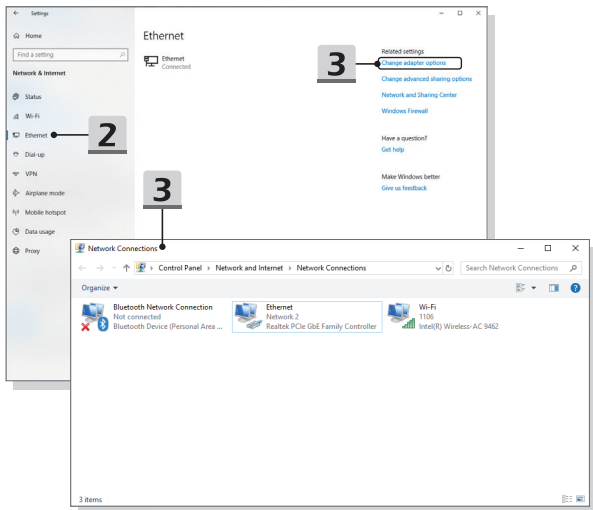 Settings
Home
Find a setting
Network & Internet
Status
Wi-Fi
Ethernet
Dial-up
VPN
Airplane mode
Mobile hotspot
Data usage
Proxy
2
Ethernet
Ethernet
Connected
3
Related settings
Change adapter options
Change advanced sharing options
Network and Sharing Center
Windows Firewall
Have a question?
Get help
Make Windows better
Give us feedback
3
Network Connections
Control Panel > Network and Internet > Network Connections
Search Network Connections
Organize
Bluetooth Network Connection
Not connected
Bluetooth Device (Personal Area ...
Ethernet
Network 2
Realtek PCIe GbE Family Controller
Wi-Fi
1106
Intel(R) Wireless-AC 9462
3 items